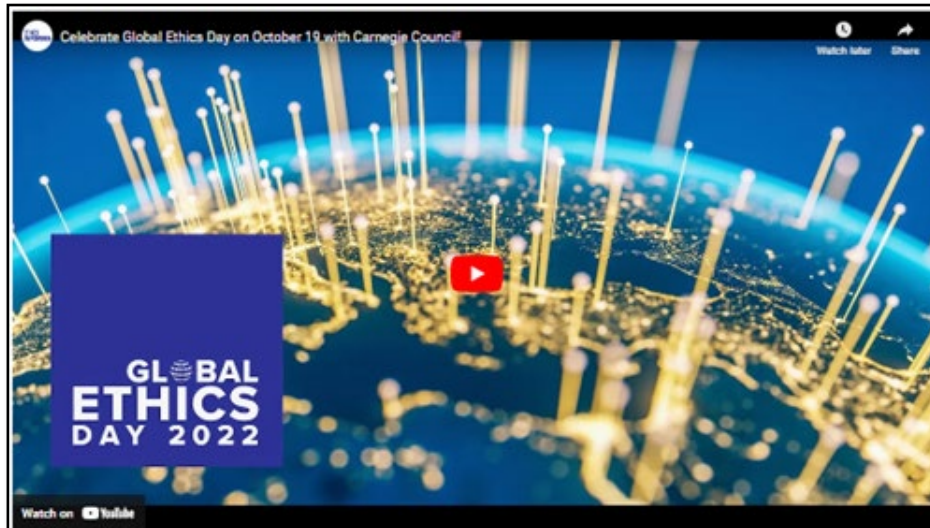 Celebrate Global Ethics Day on October 19 with Carnegie Council!
Watch later
Share
GLOBAL
ETHICS
DAY 2022
Watch on YouTube